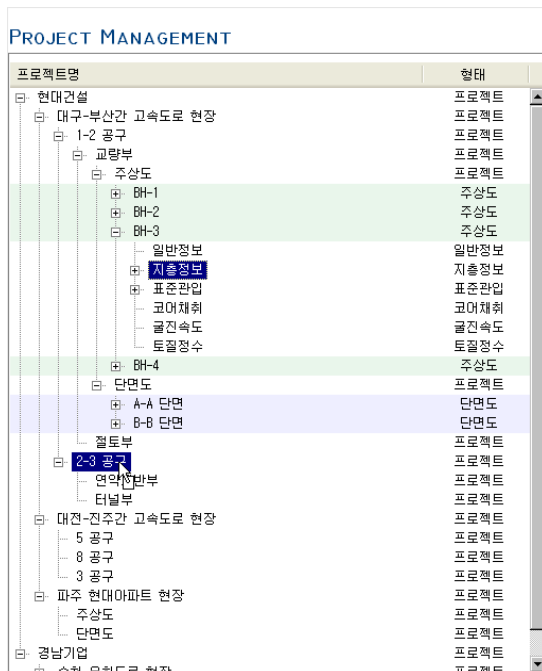 PROJECT MANAGEMENT
프로젝트명 형태
현대건설 프로젝트
대구-부산간 고속도로 현장 프로젝트
1-2 공구 프로젝트
교량부 프로젝트
주상도 프로젝트
BH-1 주상도
BH-2 주상도
BH-3 주상도
일반정보 일반정보
지층정보 지층정보
표준관입 표준관입
코어채취 코어채취
굴진속도 굴진속도
토질정수 토질정수
BH-4 주상도
단면도 프로젝트
A-A 단면 단면도
B-B 단면 단면도
절토부 프로젝트
2-3 공구 프로젝트
연약지반부 프로젝트
터널부 프로젝트
대전-진주간 고속도로 현장 프로젝트
5 공구 프로젝트
8 공구 프로젝트
3 공구 프로젝트
파주 현대아파트 현장 프로젝트
주상도 프로젝트
단면도 프로젝트
경남기업 프로젝트
현장 프로젝트